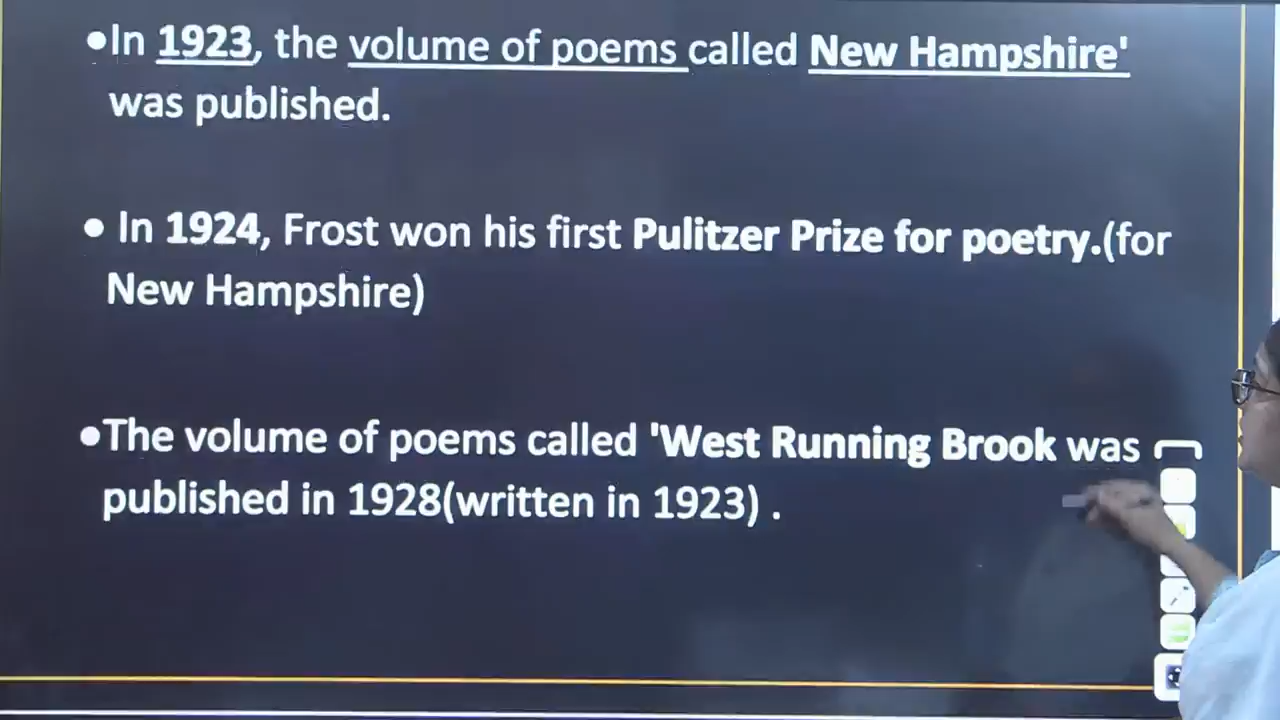 •In 1923, the volume of poems called New Hampshire'
was published.
• In 1924, Frost won his first Pulitzer Prize for poetry.(for
New Hampshire)
•The volume of poems called 'West Running Brook was
published in 1928(written in 1923) .